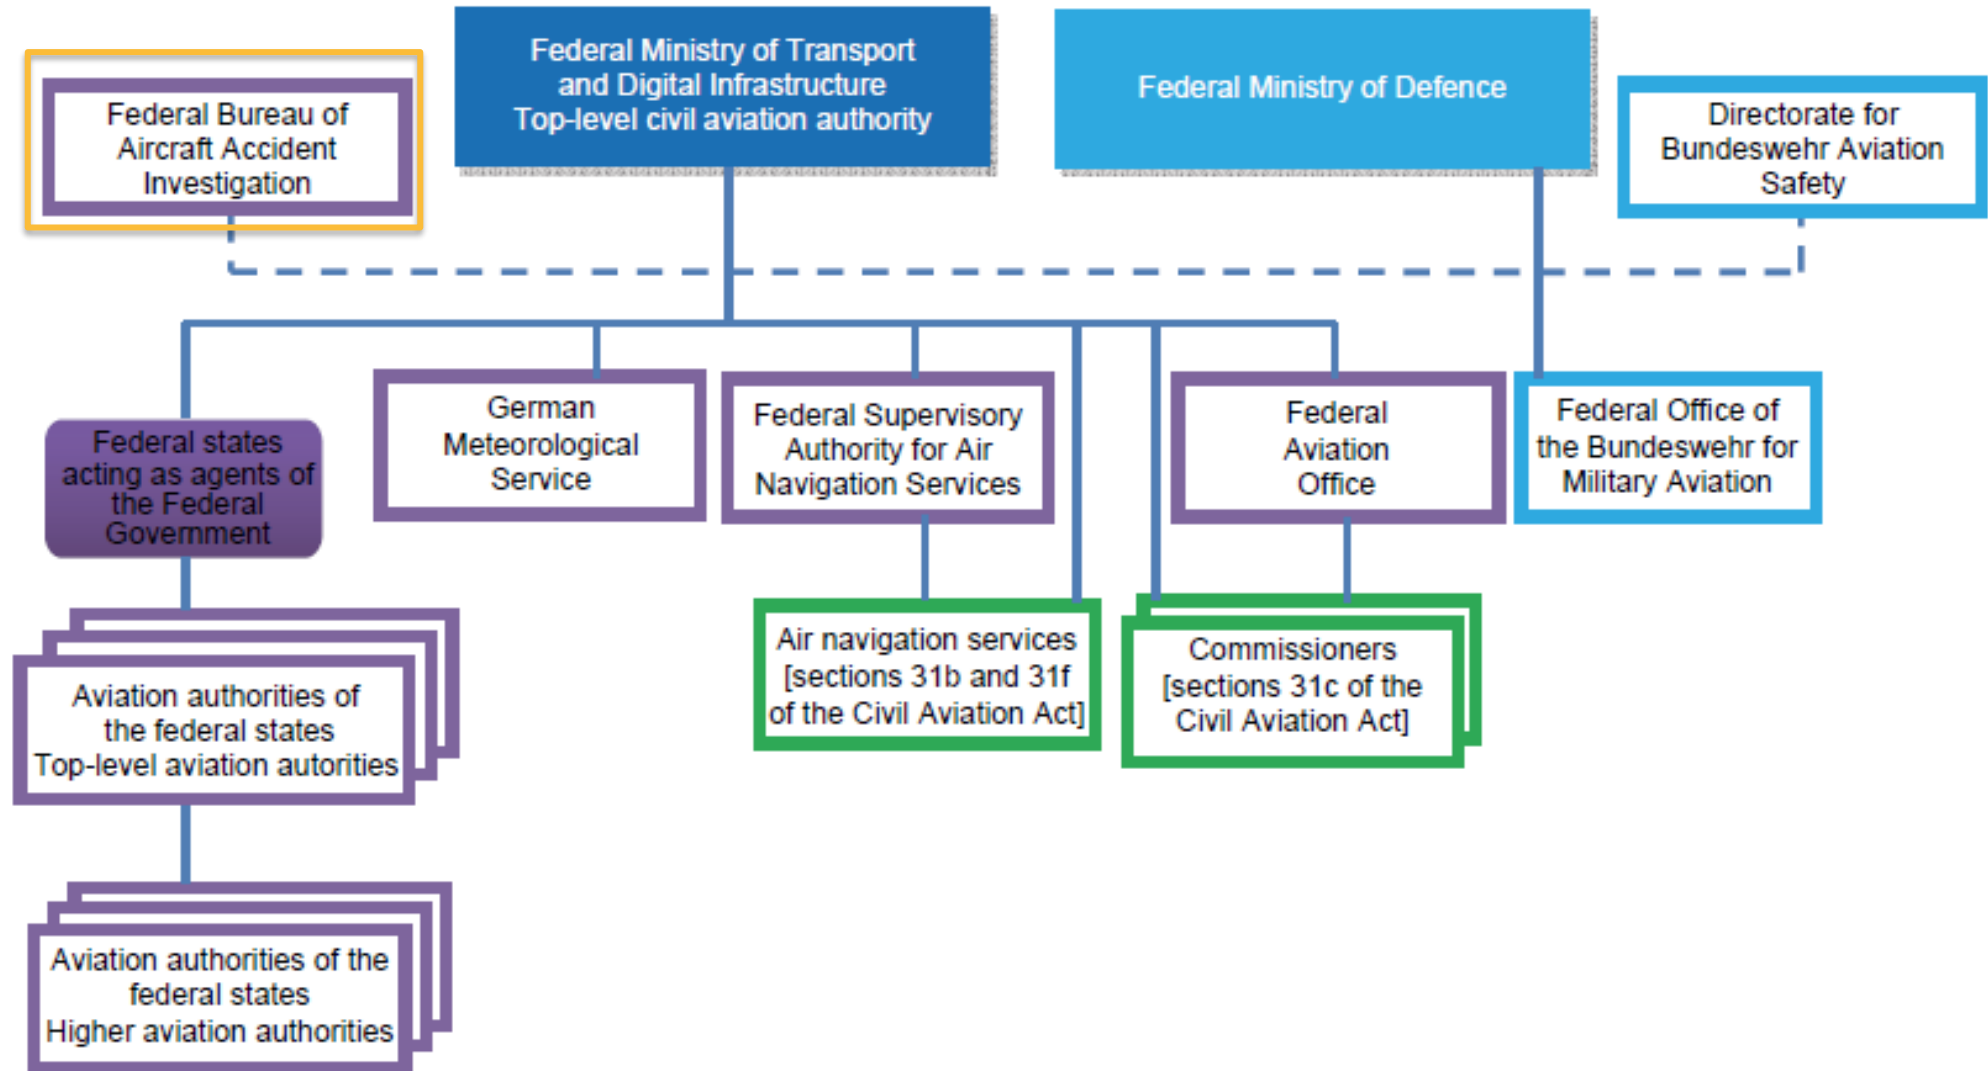 Federal Bureau of
Aircraft Accident
Investigation
Federal Ministry of Transport
and Digital Infrastructure
Top-level civil aviation authority
Federal Ministry of Defence
Directorate for
Bundeswehr Aviation
Safety
Federal states
acting as agents of
the Federal
Government
German
Meteorological
Service
Federal Supervisory
Authority for Air
Navigation Services
Federal
Aviation
Office
Federal Office of
the Bundeswehr for
Military Aviation
Air navigation services
[sections 31b and 31f
of the Civil Aviation Act]
Commissioners
[sections 31c of the
Civil Aviation Act]
Aviation authorities of
the federal states
Top-level aviation autorities
Aviation authorities of the
federal states
Higher aviation authorities